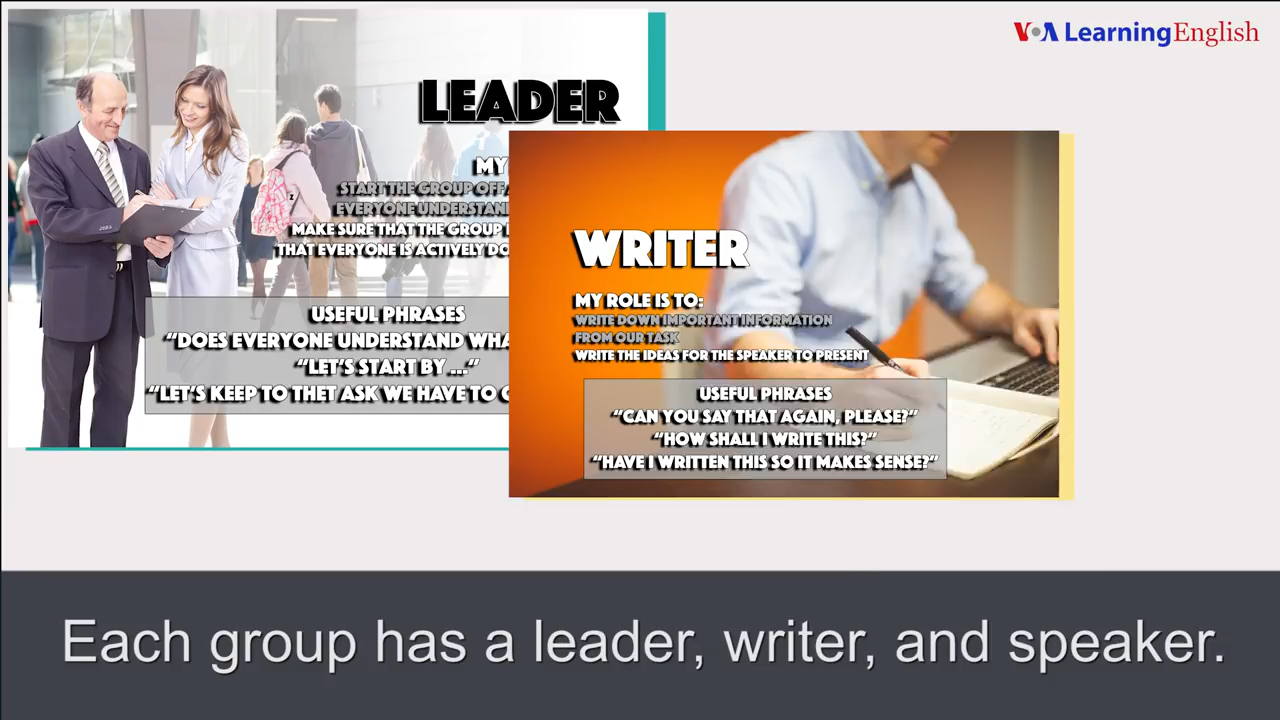 VOA LearningEnglish
LEADER
MY
START THE GROUP OFF
EVERYONE
MAKE SURE THAT THE GROUP
THAT EVERYONE IS ACTIVELY
USEFUL PHRASES
“DOES EVERYONE UNDERSTAND
“LET’S START BY ...”
“LET’S KEEP TO THET ASK WE HAVE TO
WRITER
MY ROLE IS TO:
WRITE DOWN IMPORTANT INFORMATION
FROM OUR TASK
WRITE THE IDEAS FOR THE SPEAKER TO PRESENT
USEFUL PHRASES
“CAN YOU SAY THAT AGAIN, PLEASE?”
“HOW SHALL I WRITE THIS?”
“HAVE I WRITTEN THIS SO IT MAKES SENSE?”
Each group has a leader, writer, and speaker.